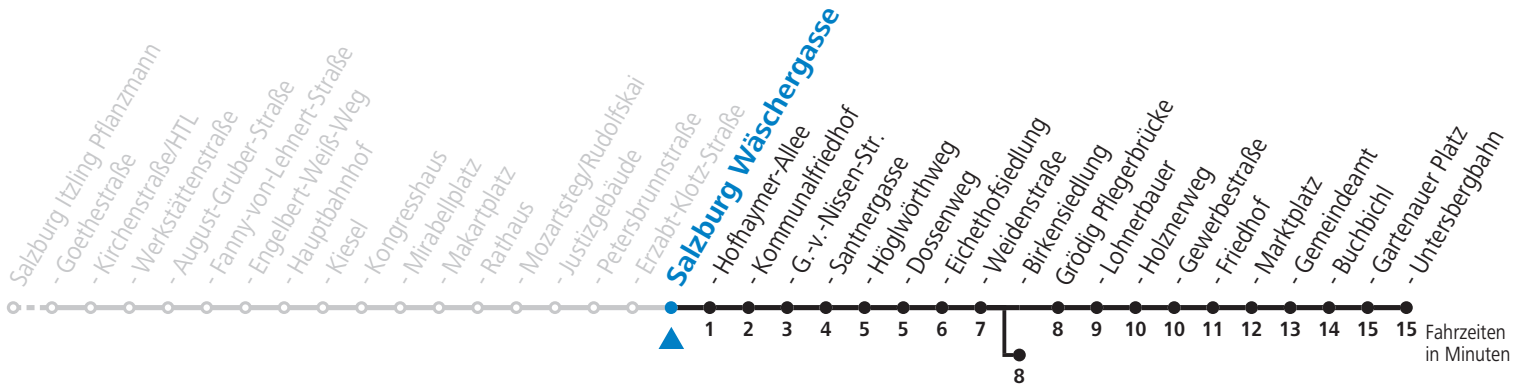 Salzburg Itzling Pflanzmann
- Goethestraße
- Kirchenstraße/HTL
- Werkstättenstraße
- August-Gruber-Straße
- Fanny-von-Lehnert-Straße
- Engelbert-Weiß-Weg
- Hauptbahnhof
- Kiesel
- Kongresshaus
- Mirabellplatz
- Makartplatz
- Rathaus
- Mozartsteg/Rudolfskai
- Justizgebäude
- Petersbrunnstraße
- Erzabt-Klotz-Straße
Salzburg Wäschergasse
- Hofhaymer-Allee
- Kommunalfriedhof
- G.-v.-Nissen-Str.
- Santnergasse
- Höglwörthweg
- Dossenweg
- Eichethofsiedlung
- Weidenstraße
- Birkensiedlung
Grödig Pflegerbrücke
- Lohnerbauer
- Holznerweg
- Gewerbestraße
- Friedhof
- Marktplatz
- Gemeindeamt
- Buchbichl
- Gartenauer Platz
- Untersbergbahn
1 2 3 4 5 5 6 7 8 9 10 10 11 12 13 14 15 15 Fahrzeiten
in Minuten
8